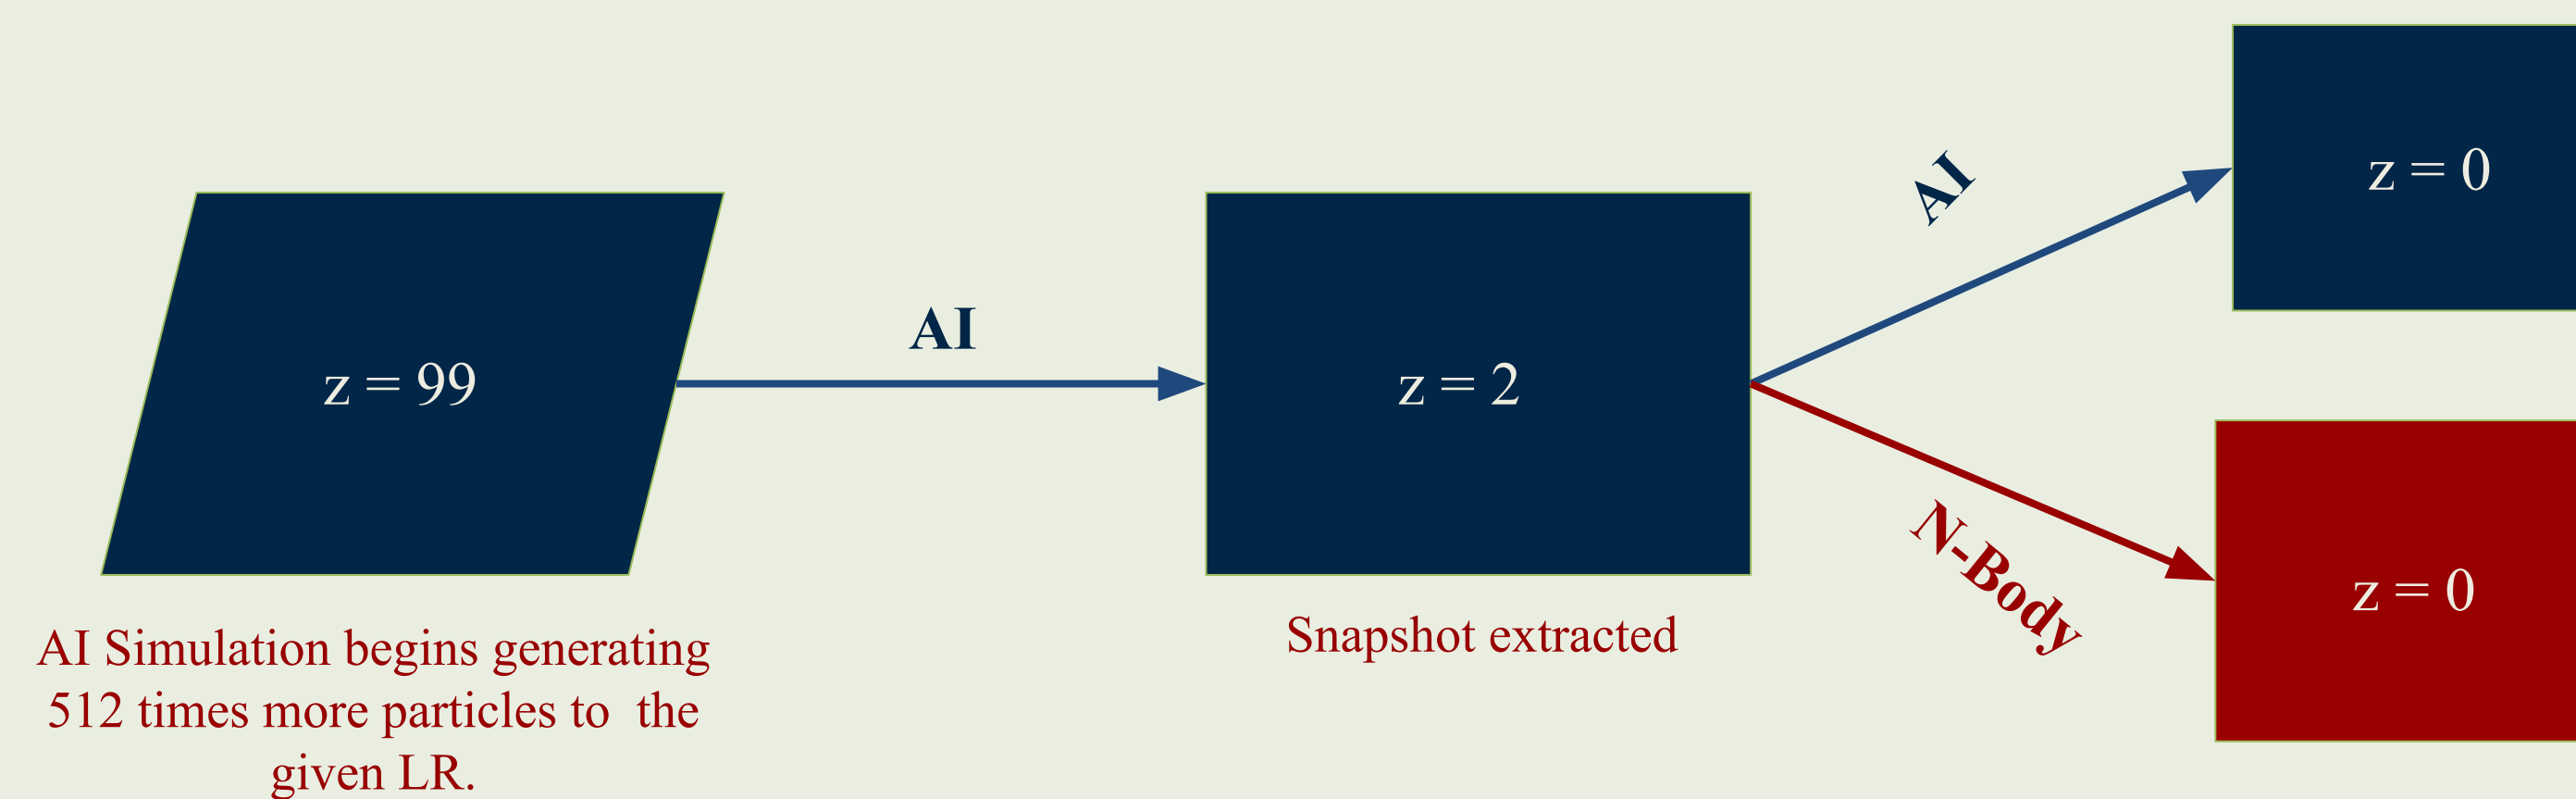 z = 99
AI
z = 2
AI
z = 0
N-Body
z = 0
AI Simulation begins generating
512 times more particles to  the
given LR.
Snapshot extracted